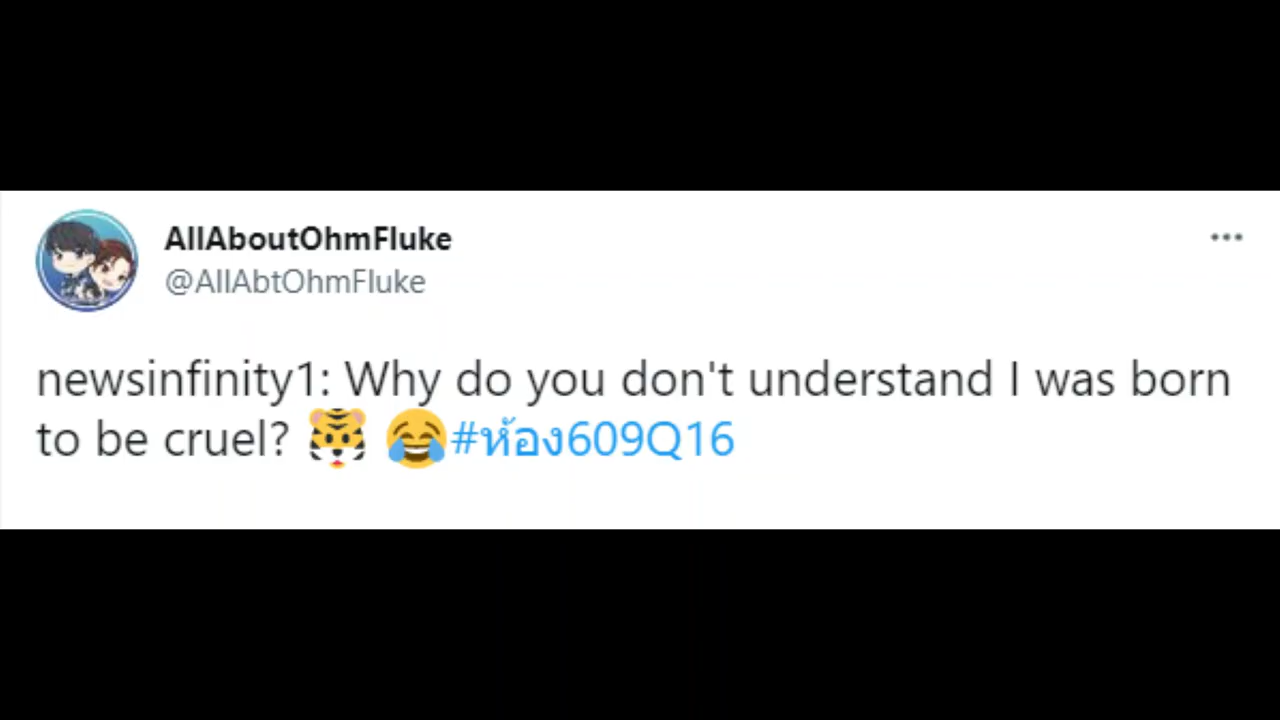 AllAboutOhmFluke
@AllAbtOhmFluke
newsinfinity1: Why do you don't understand I was born
to be cruel? 🐯 😂#ห้อง609Q16